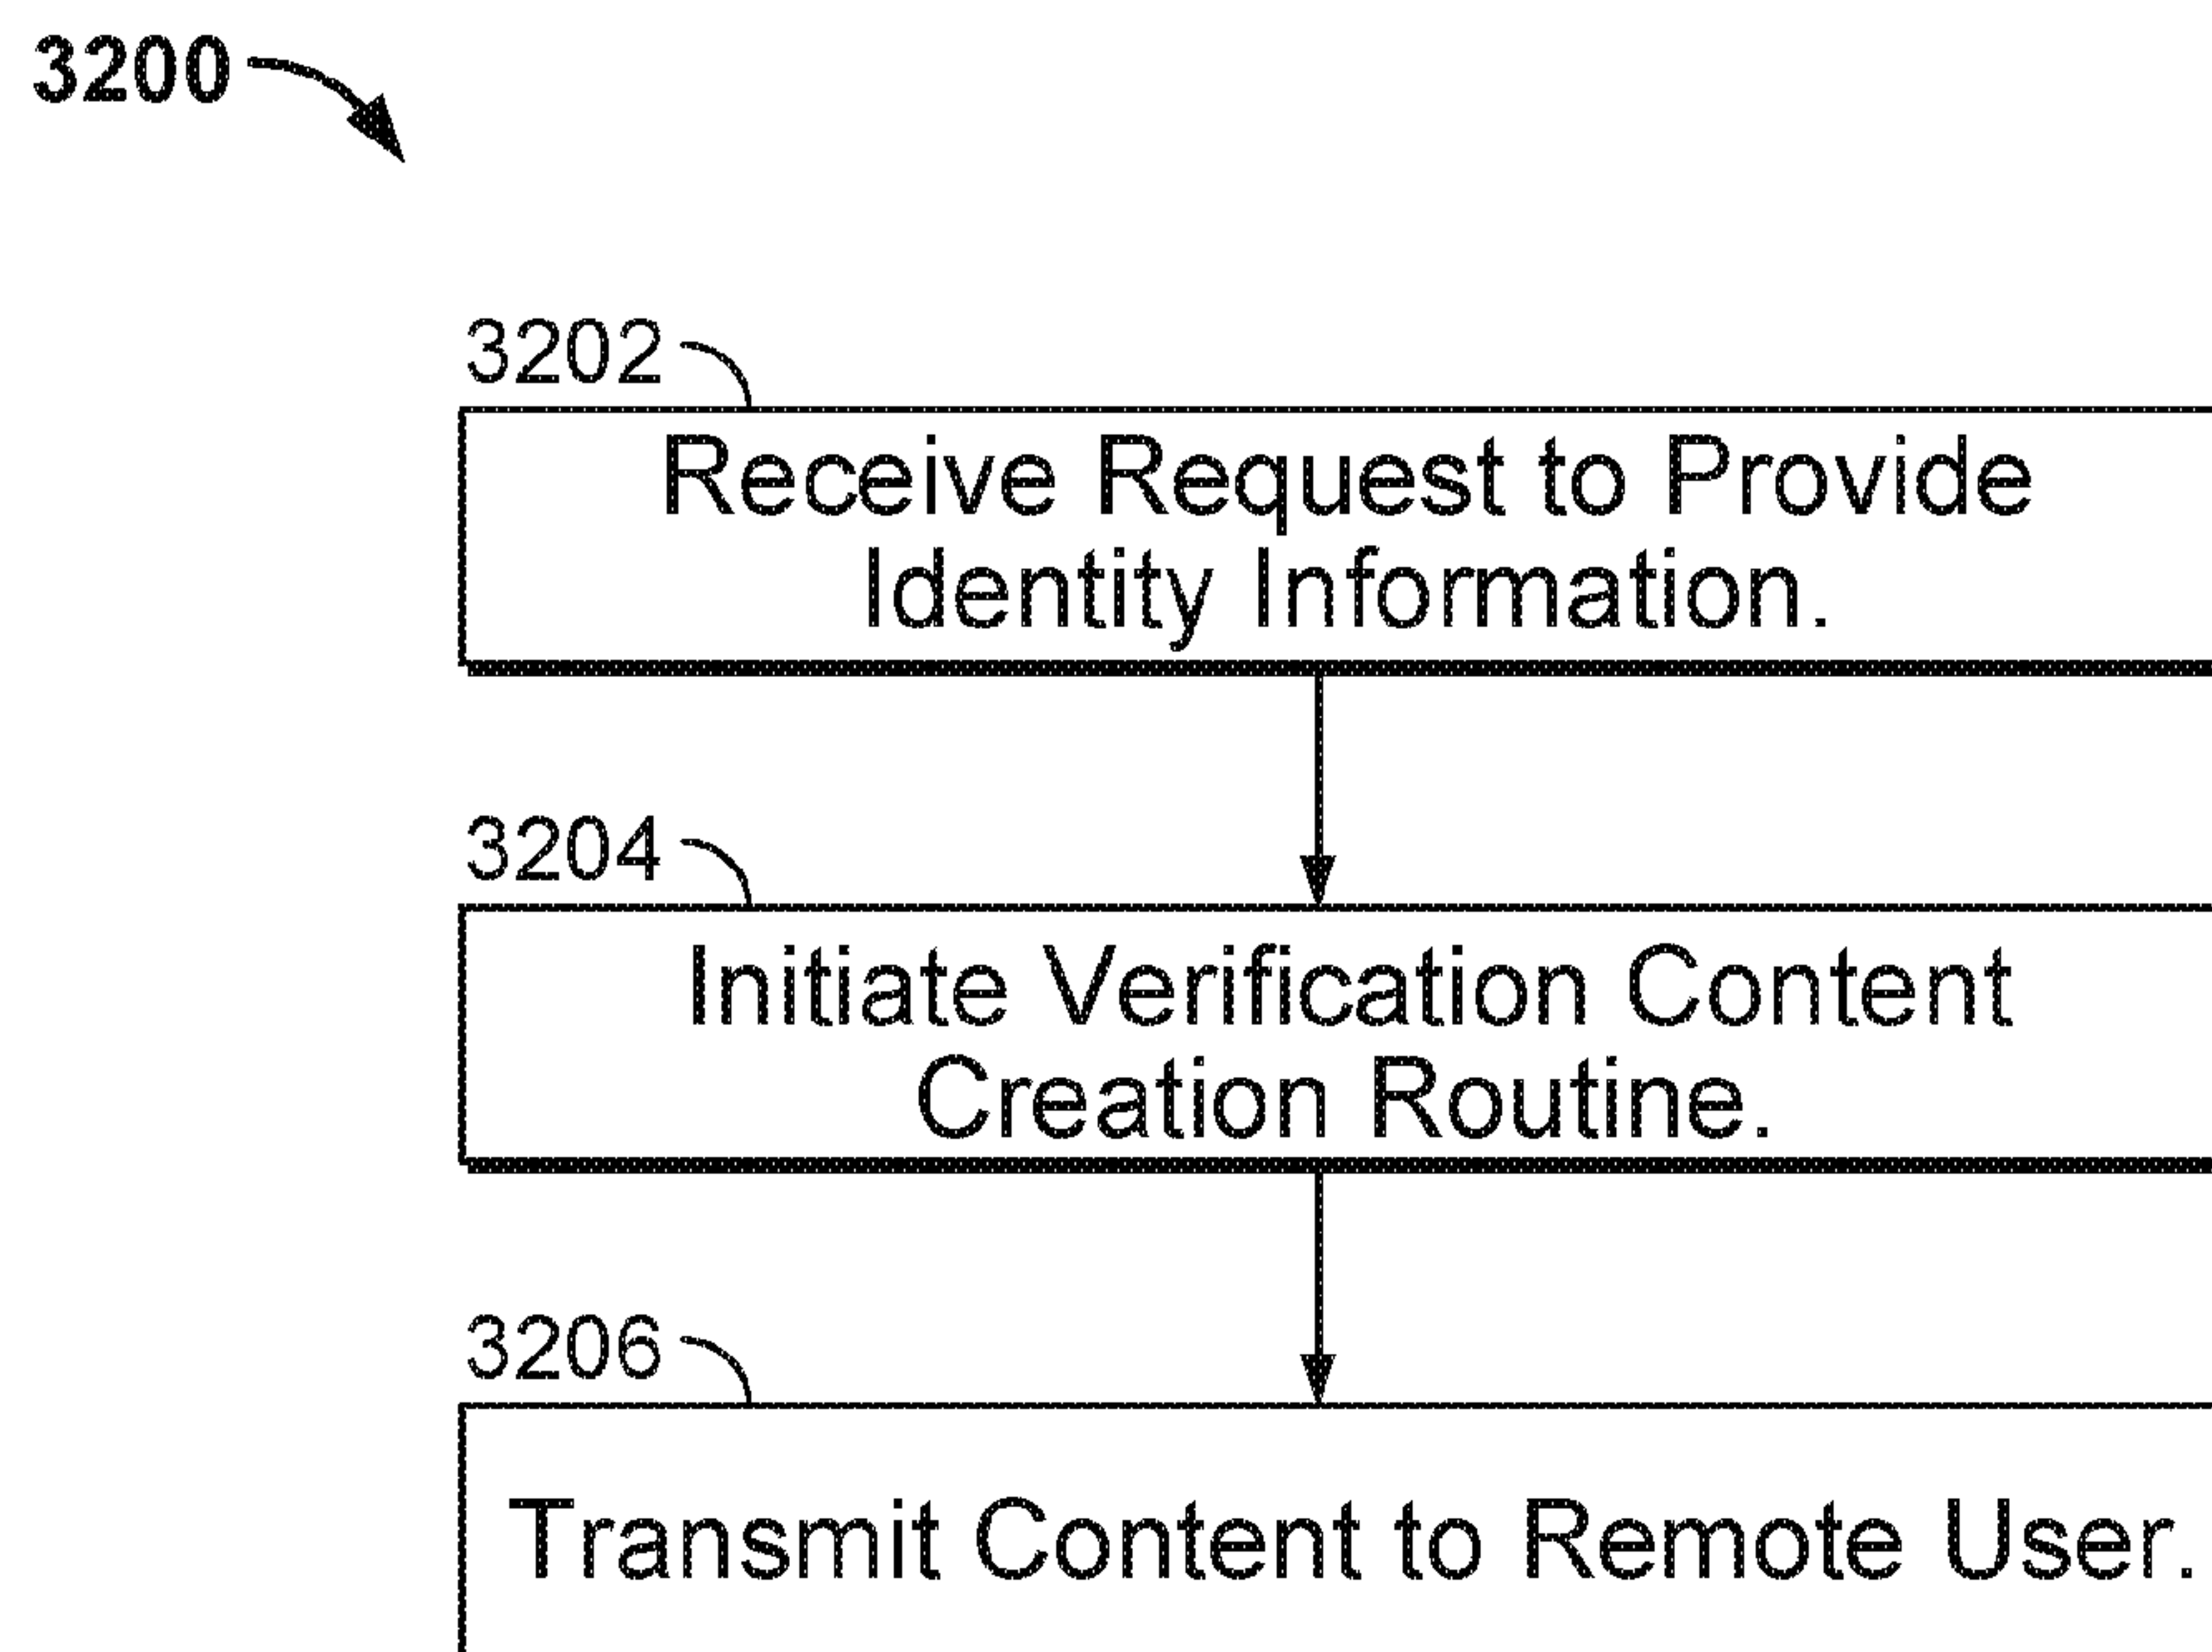 3200
3202
Receive Request to Provide
Identity Information.
3204
Initiate Verification Content
Creation Routine.
3206
Transmit Content to Remote User.